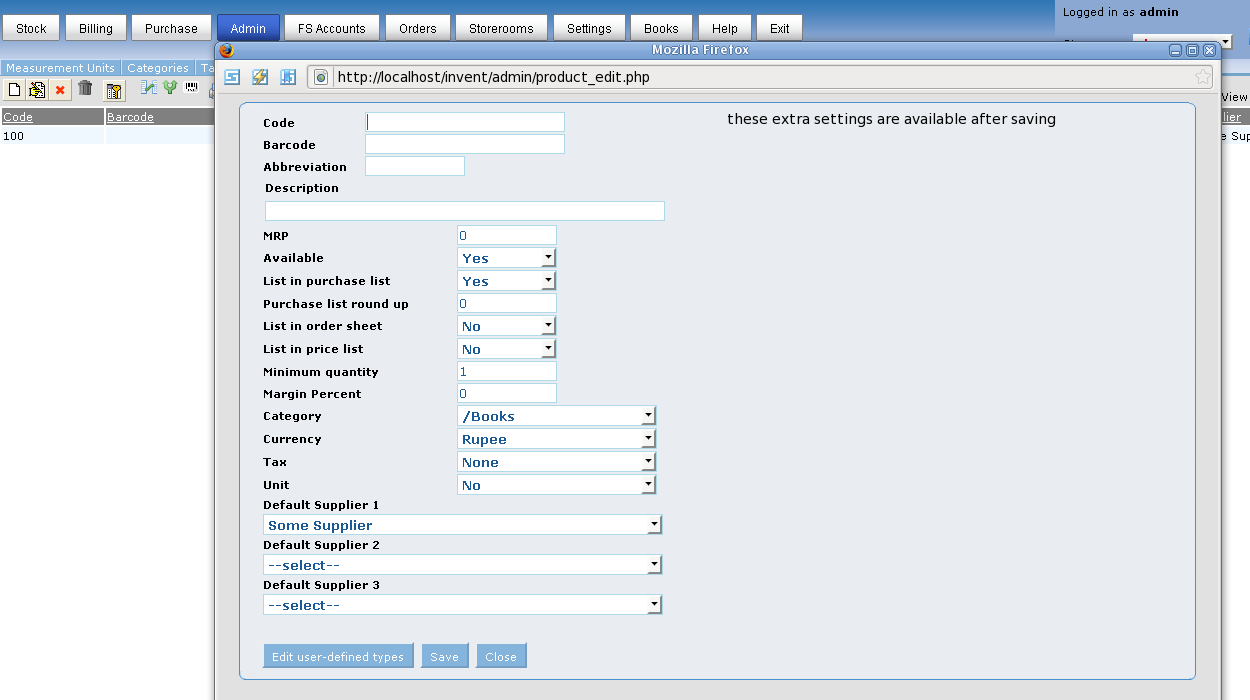 Stock Billing Purchase Admin FS Accounts Orders Storerooms Settings Books Help Exit
Logged in as admin
Mozilla Firefox
Measurement Units Categories
http://localhost/invent/admin/product_edit.php
View
Code Barcode
100
Code
these extra settings are available after saving
Barcode
Abbreviation
Description
MRP 0
Available Yes
List in purchase list Yes
Purchase list round up 0
List in order sheet No
List in price list No
Minimum quantity 1
Margin Percent 0
Category /Books
Currency Rupee
Tax None
Unit No
Default Supplier 1
Some Supplier
Default Supplier 2
--select--
Default Supplier 3
--select--
Edit user-defined types Save Close